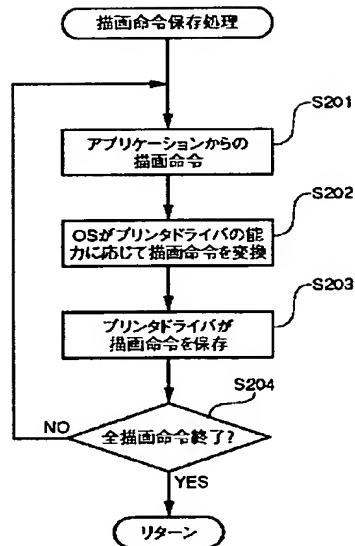 描画命令保存処理
S201
アプリケーションからの
描画命令
S202
OSがプリンタドライバの能
力に応じて描画命令を変換
S203
プリンタドライバが
描画命令を保存
S204
全描画命令終了?
NO
YES
リターン